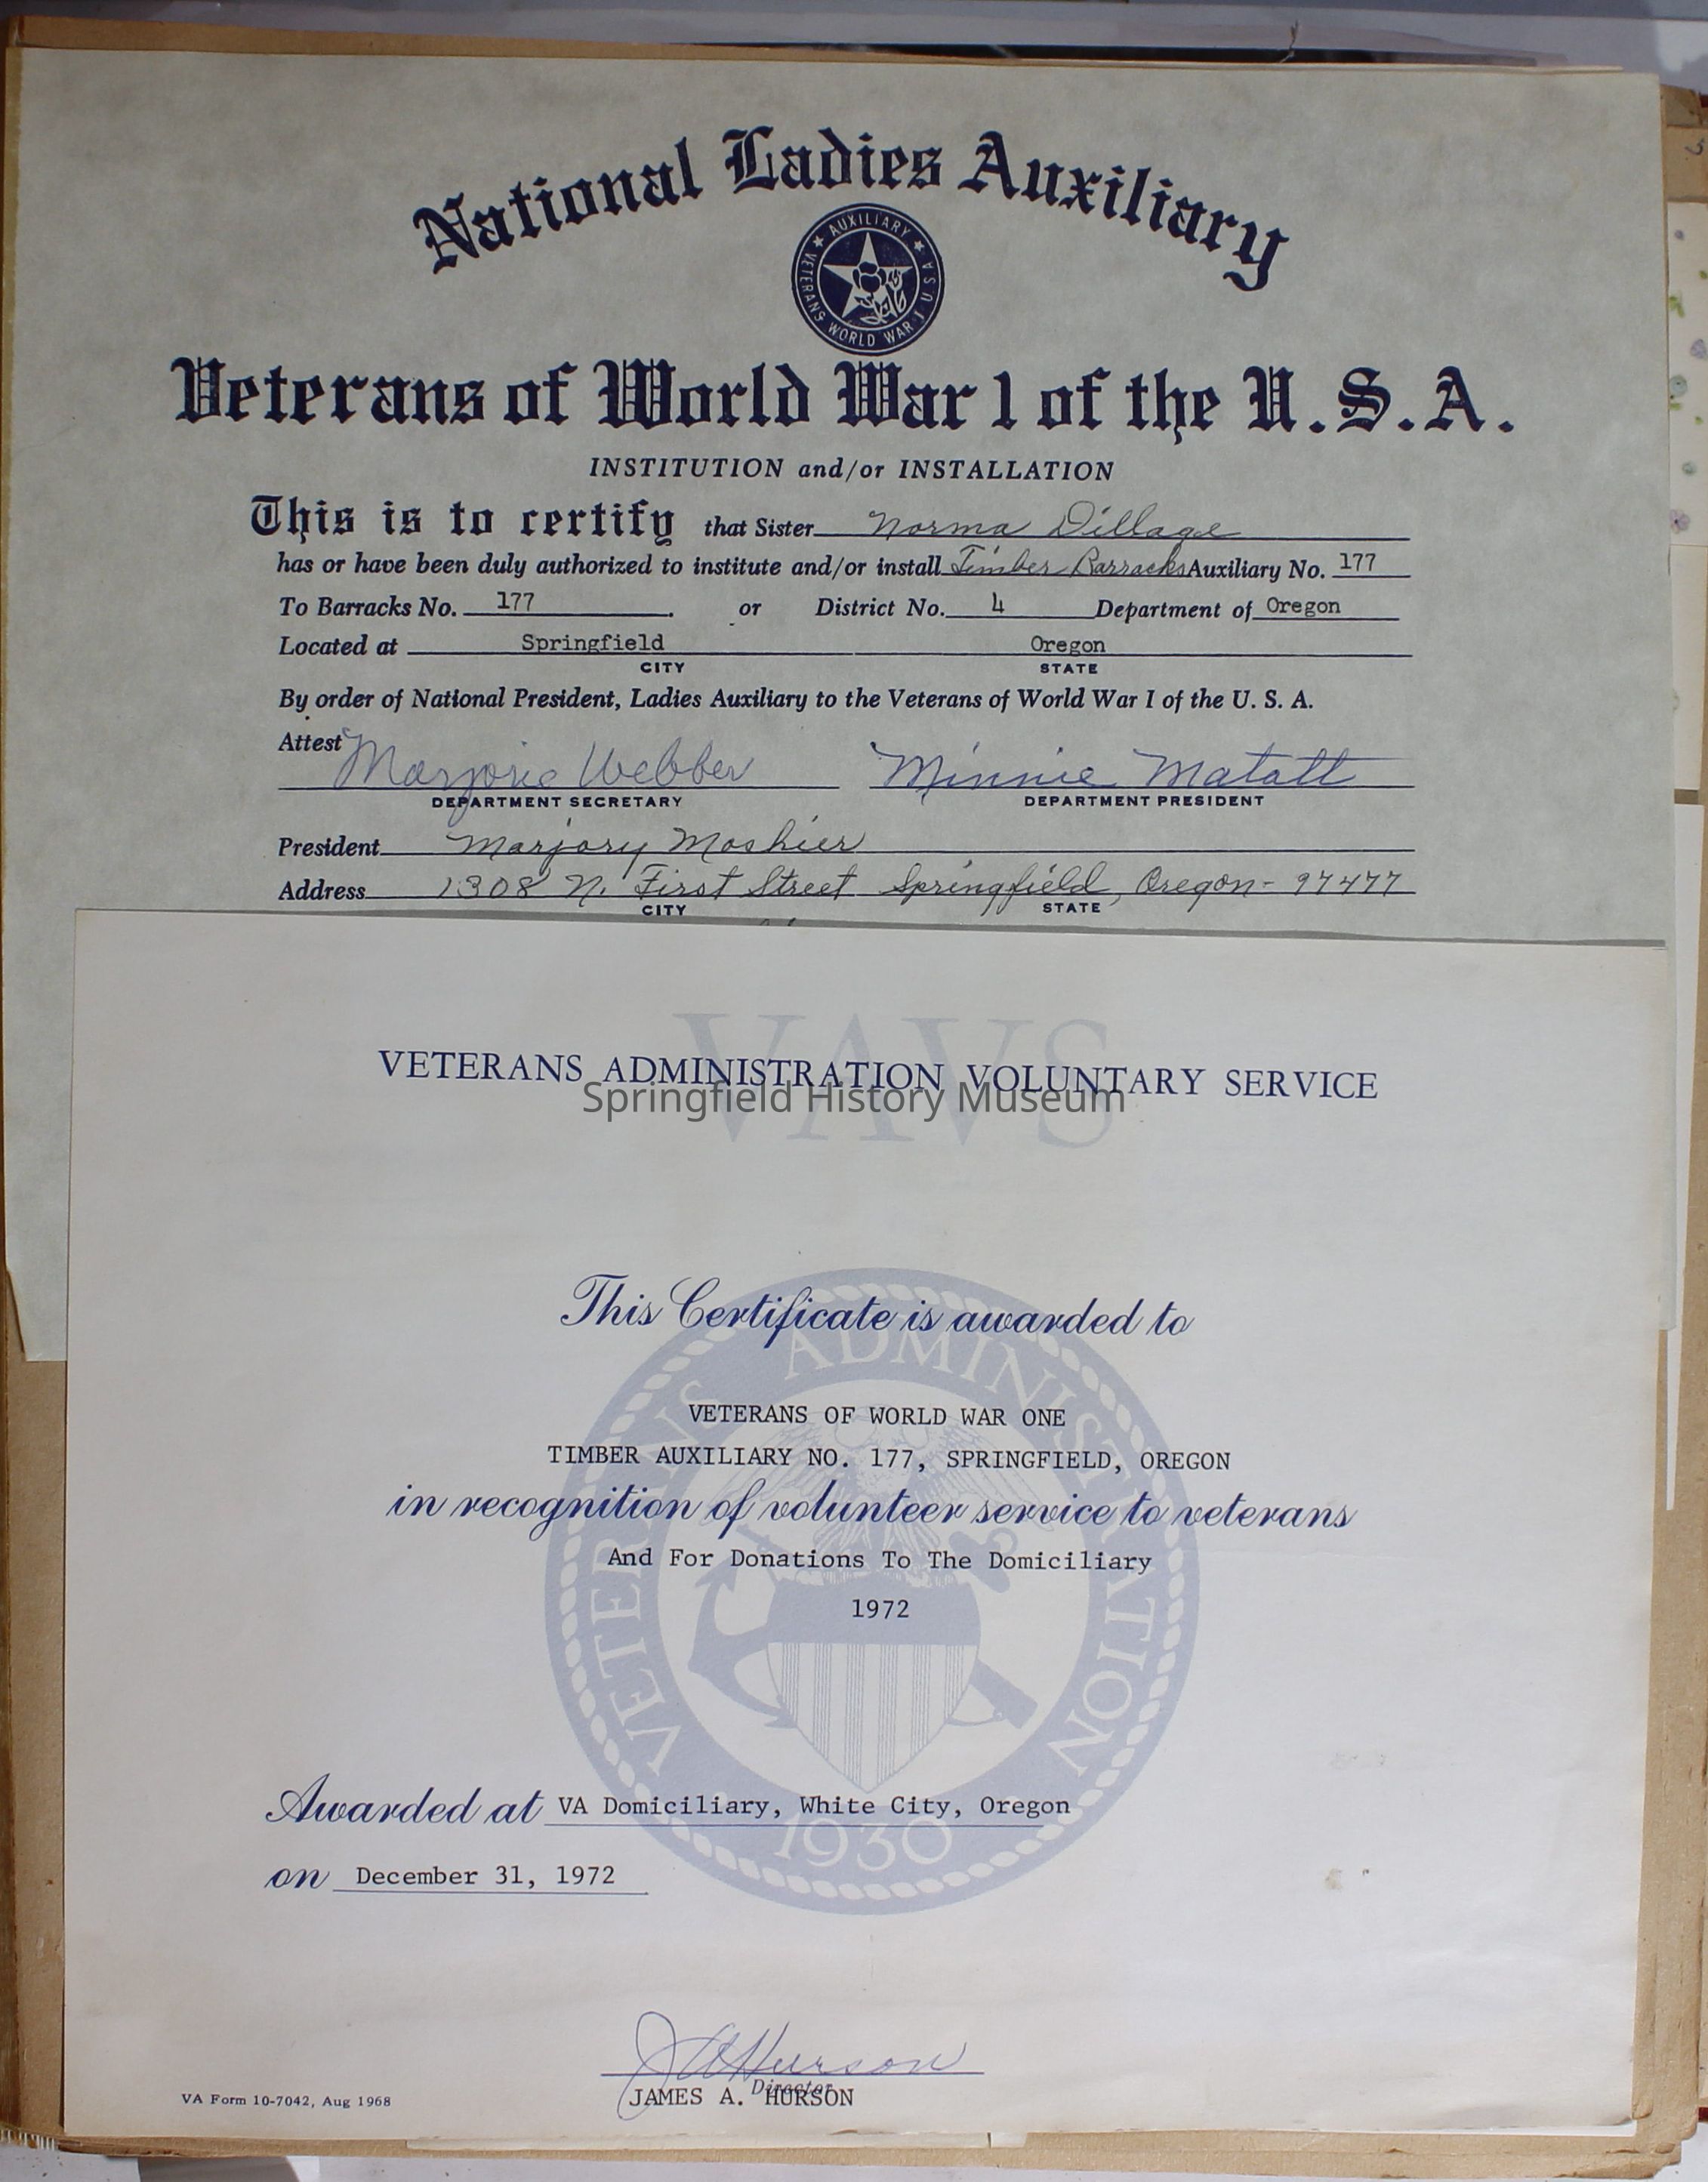 National Ladies Auxiliary
★ AUXILIARY ★
VETERANS WORLD WAR I U.S.A
Veterans of World War 1 of the U.S.A.
INSTITUTION and/or INSTALLATION
This is to certify that Sister Norma Dillage
has or have been duly authorized to institute and/or install Timber Barracks Auxiliary No. 177
To Barracks No. 177. or District No. 4 Department of Oregon
Located at Springfield Oregon
CITY STATE
By order of National President, Ladies Auxiliary to the Veterans of World War I of the U. S. A.
Attest Marjorie Webber Minnie Matatt
DEPARTMENT SECRETARY DEPARTMENT PRESIDENT
President Marjory Moshier
Address 1308 N. First Street Springfield, Oregon- 97477
CITY STATE
VAVS
VETERANS ADMINISTRATION VOLUNTARY SERVICE
Springfield History Museum
This Certificate is awarded to
VETERANS ADMINISTRATION
VETERANS OF WORLD WAR ONE
TIMBER AUXILIARY NO. 177, SPRINGFIELD, OREGON
in recognition of volunteer service to veterans
And For Donations To The Domiciliary
1972
Awarded at VA Domiciliary, White City, Oregon
1930
on December 31, 1972
J A Hurson
Director
JAMES A. HURSON
VA Form 10-7042, Aug 1968